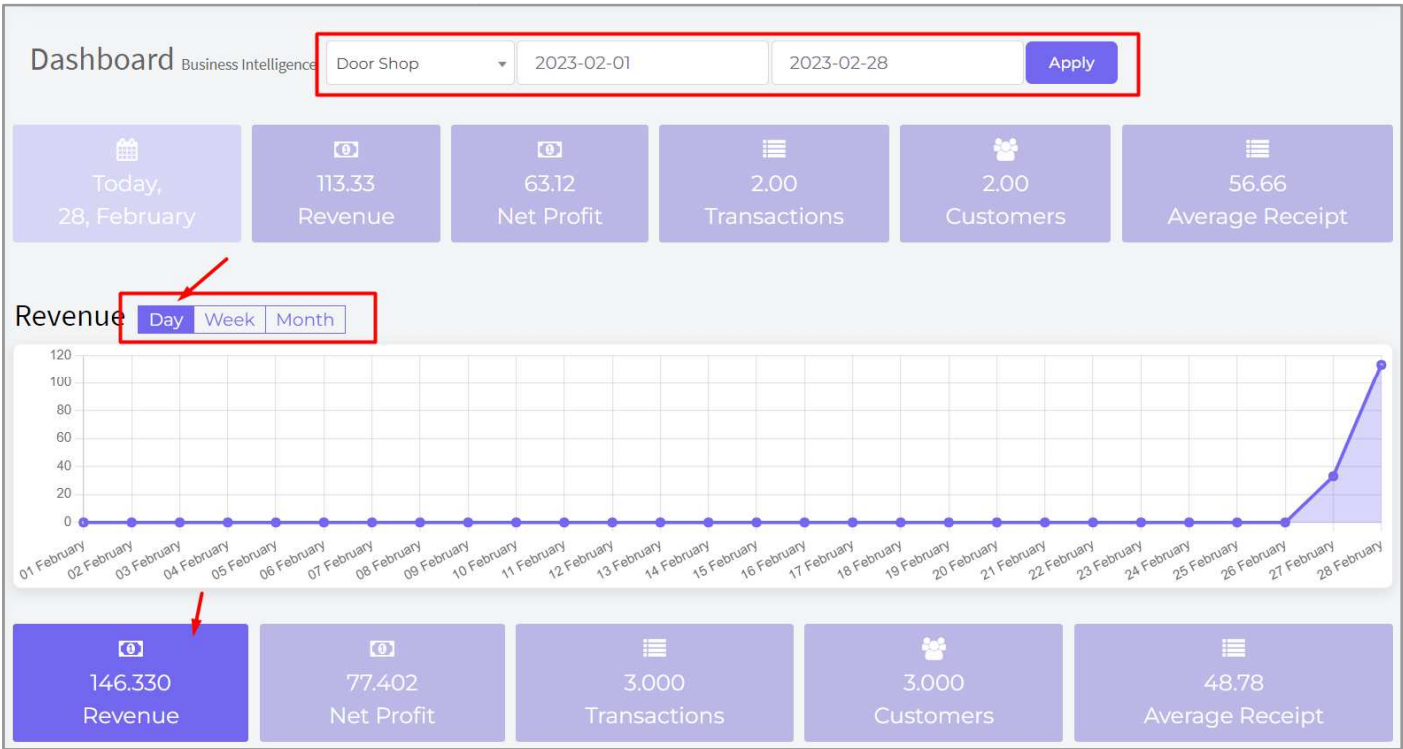 Dashboard Business Intelligence Door Shop 2023-02-01 2023-02-28 Apply
Today,
28, February
113.33
Revenue
63.12
Net Profit
2.00
Transactions
2.00
Customers
56.66
Average Receipt
Revenue Day Week Month
120
100
80
60
40
20
0
01 February
02 February
03 February
04 February
05 February
06 February
07 February
08 February
09 February
10 February
11 February
12 February
13 February
14 February
15 February
16 February
17 February
18 February
19 February
20 February
21 February
22 February
23 February
24 February
25 February
26 February
27 February
28 February
146.330
Revenue
77.402
Net Profit
3.000
Transactions
3.000
Customers
48.78
Average Receipt